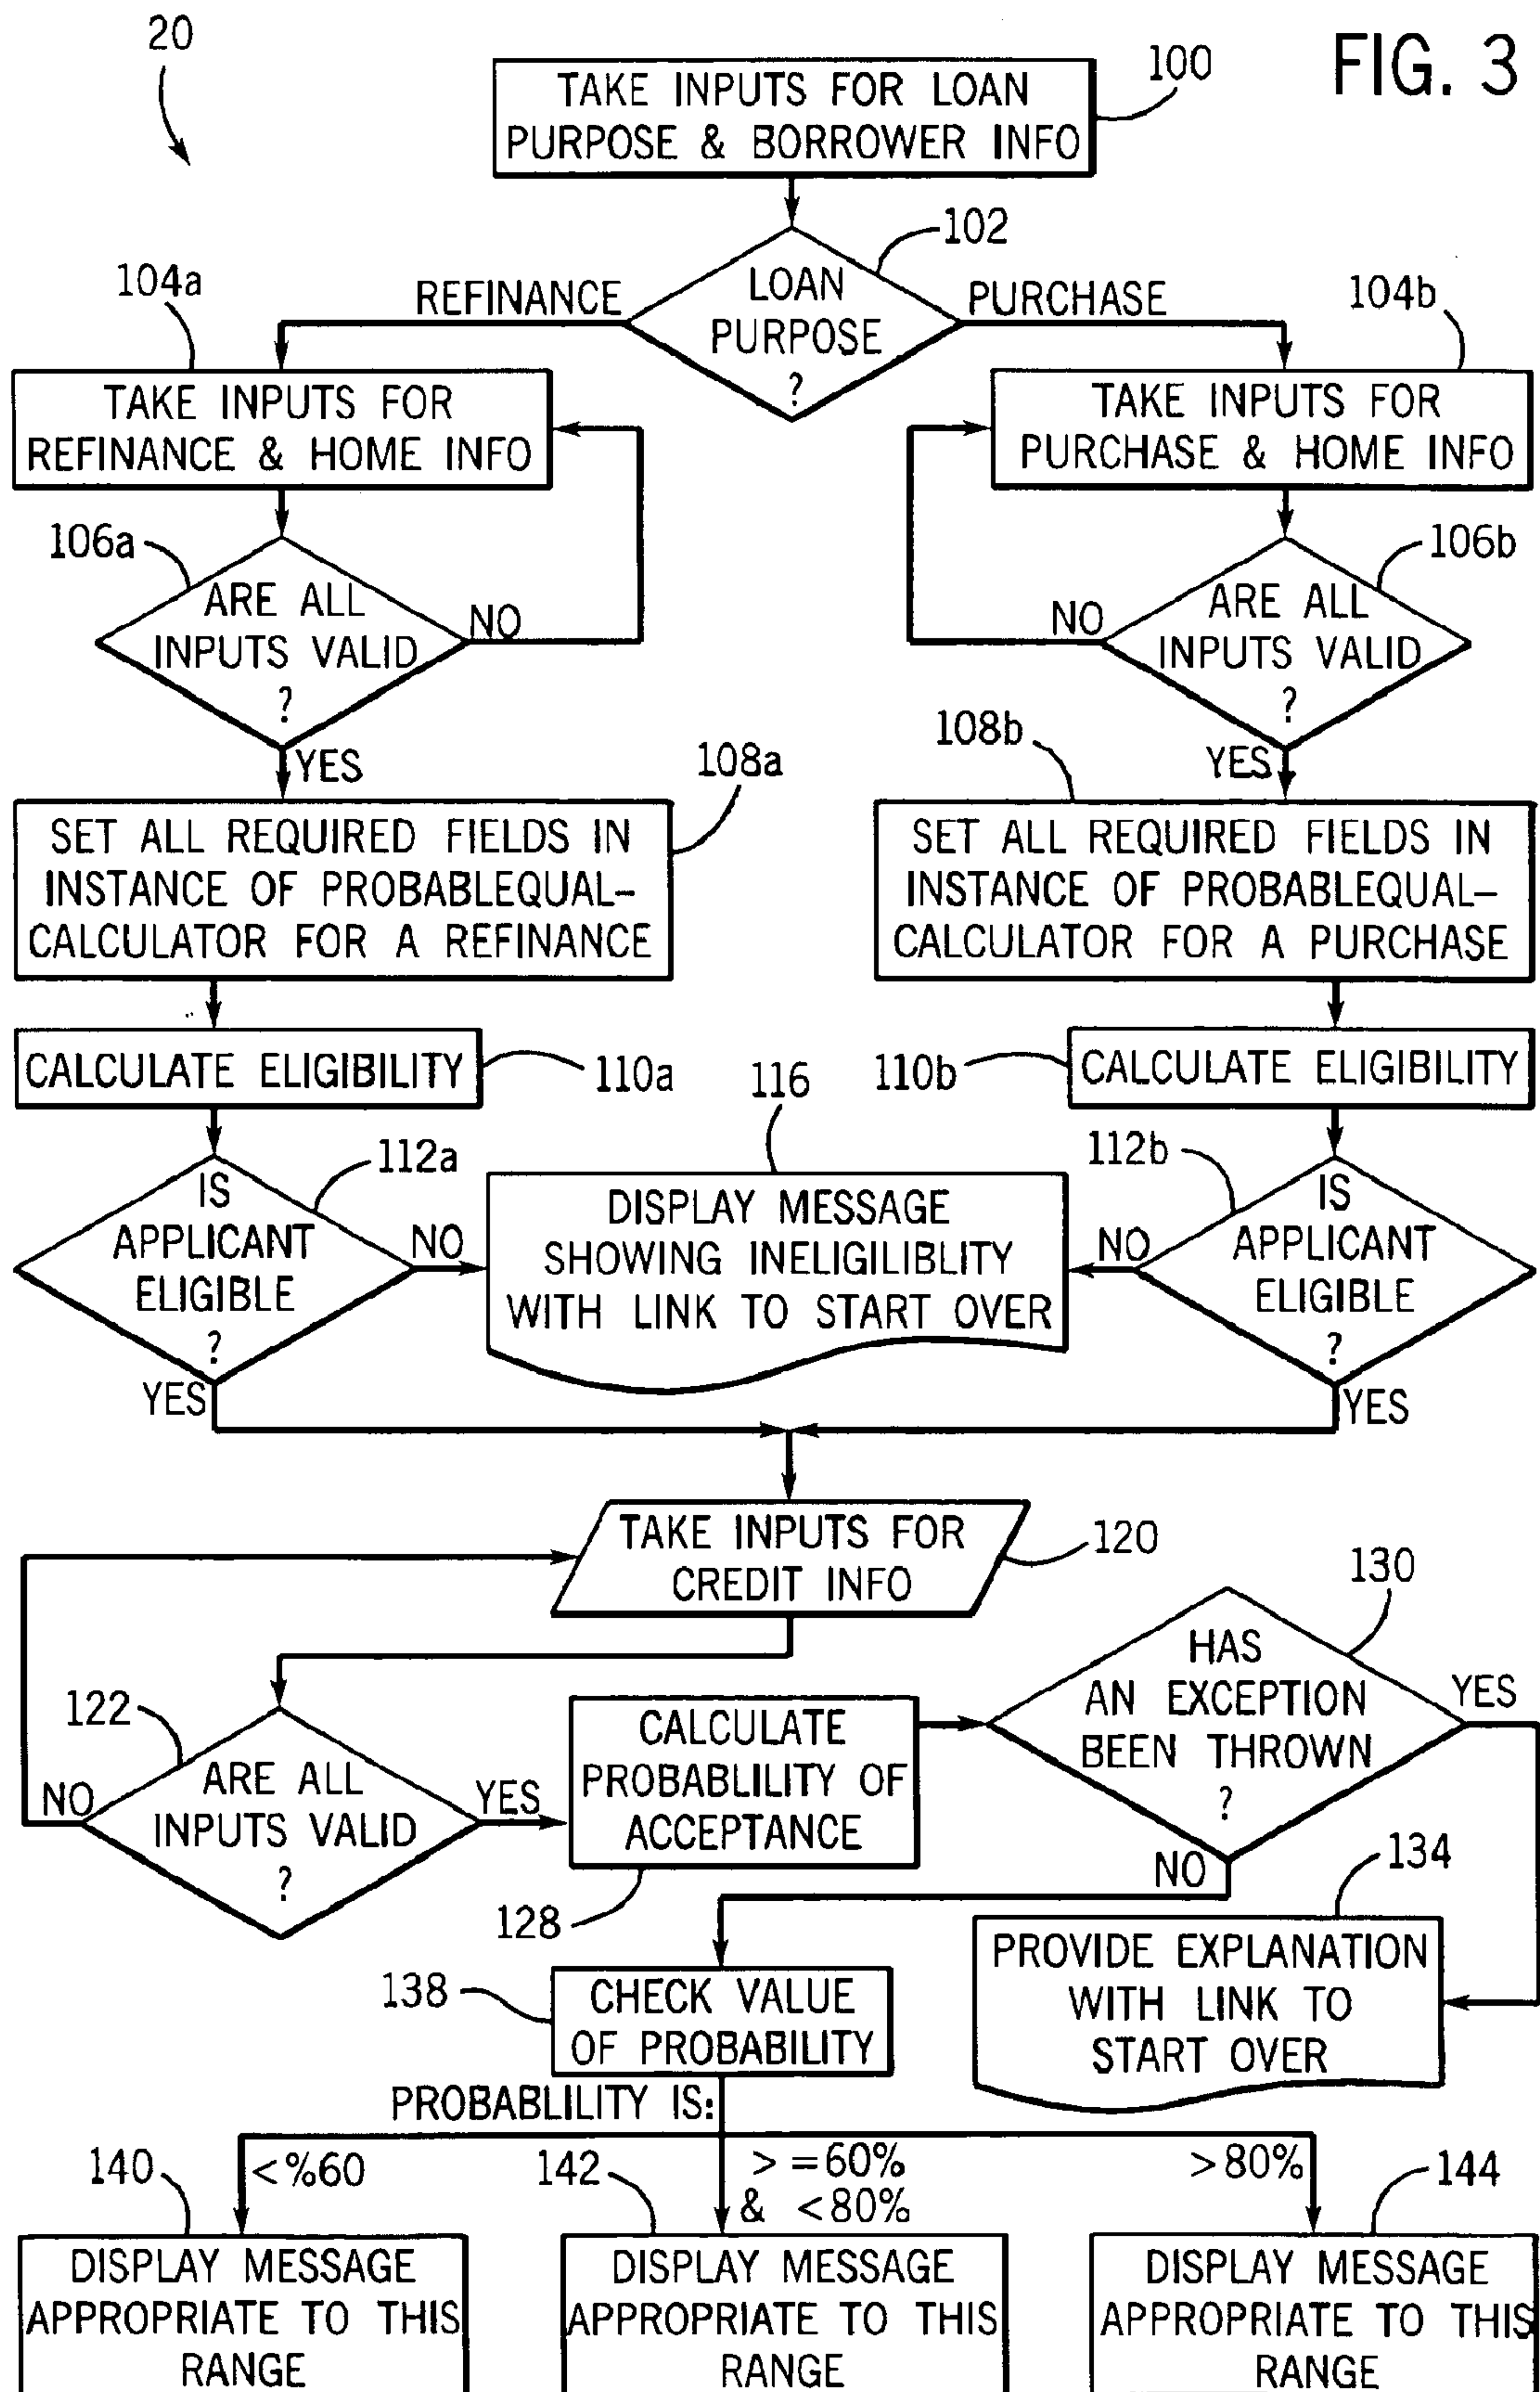 20
FIG. 3
TAKE INPUTS FOR LOAN
PURPOSE & BORROWER INFO
100
102
LOAN
PURPOSE
?
REFINANCE
PURCHASE
104a
104b
TAKE INPUTS FOR
REFINANCE & HOME INFO
TAKE INPUTS FOR
PURCHASE & HOME INFO
106a
ARE ALL
INPUTS VALID
?
NO
YES
106b
ARE ALL
INPUTS VALID
?
NO
YES
108a
SET ALL REQUIRED FIELDS IN
INSTANCE OF PROBABLEQUAL-
CALCULATOR FOR A REFINANCE
108b
SET ALL REQUIRED FIELDS IN
INSTANCE OF PROBABLEQUAL-
CALCULATOR FOR A PURCHASE
CALCULATE ELIGIBILITY
110a
116
110b
CALCULATE ELIGIBILITY
112a
IS
APPLICANT
ELIGIBLE
?
NO
YES
DISPLAY MESSAGE
SHOWING INELIGILIBLITY
WITH LINK TO START OVER
112b
IS
APPLICANT
ELIGIBLE
?
NO
YES
TAKE INPUTS FOR
CREDIT INFO
120
122
ARE ALL
INPUTS VALID
?
NO
YES
CALCULATE
PROBABLILITY OF
ACCEPTANCE
128
130
HAS
AN EXCEPTION
BEEN THROWN
?
YES
NO
134
PROVIDE EXPLANATION
WITH LINK TO
START OVER
138
CHECK VALUE
OF PROBABILITY
PROBABLILITY IS:
140
<%60
142
> =60%
& <80%
>80%
144
DISPLAY MESSAGE
APPROPRIATE TO THIS
RANGE
DISPLAY MESSAGE
APPROPRIATE TO THIS
RANGE
DISPLAY MESSAGE
APPROPRIATE TO THIS
RANGE